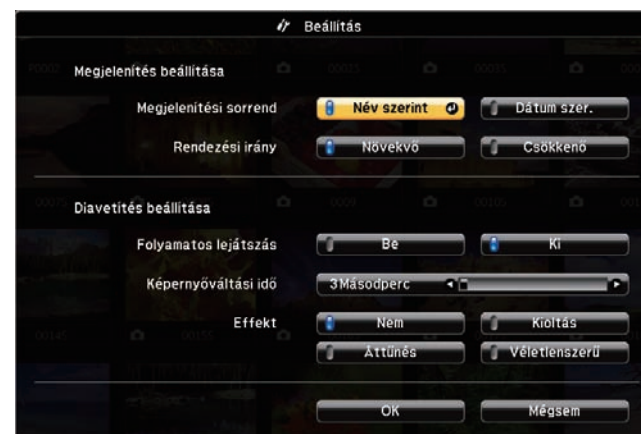 Beállítás
Megjelenítés beállítása
Megjelenítési sorrend Név szerint Dátum szer.
Rendezési irány Növekvő Csökkenő
Diavetítés beállítása
Folyamatos lejátszás Be Ki
Képernyőváltási idő 3Másodperc
Effekt Nem Kioltás
Áttűnés Véletlenszerű
OK Mégsem